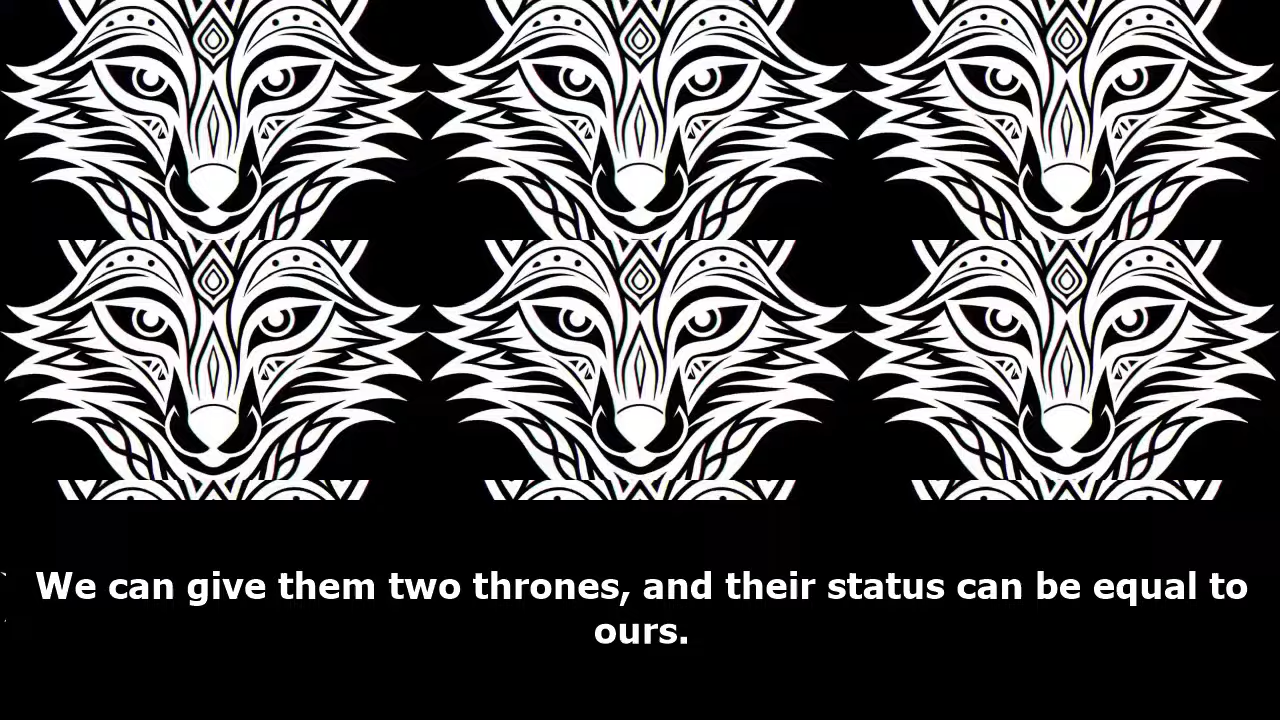 We can give them two thrones, and their status can be equal to
ours.